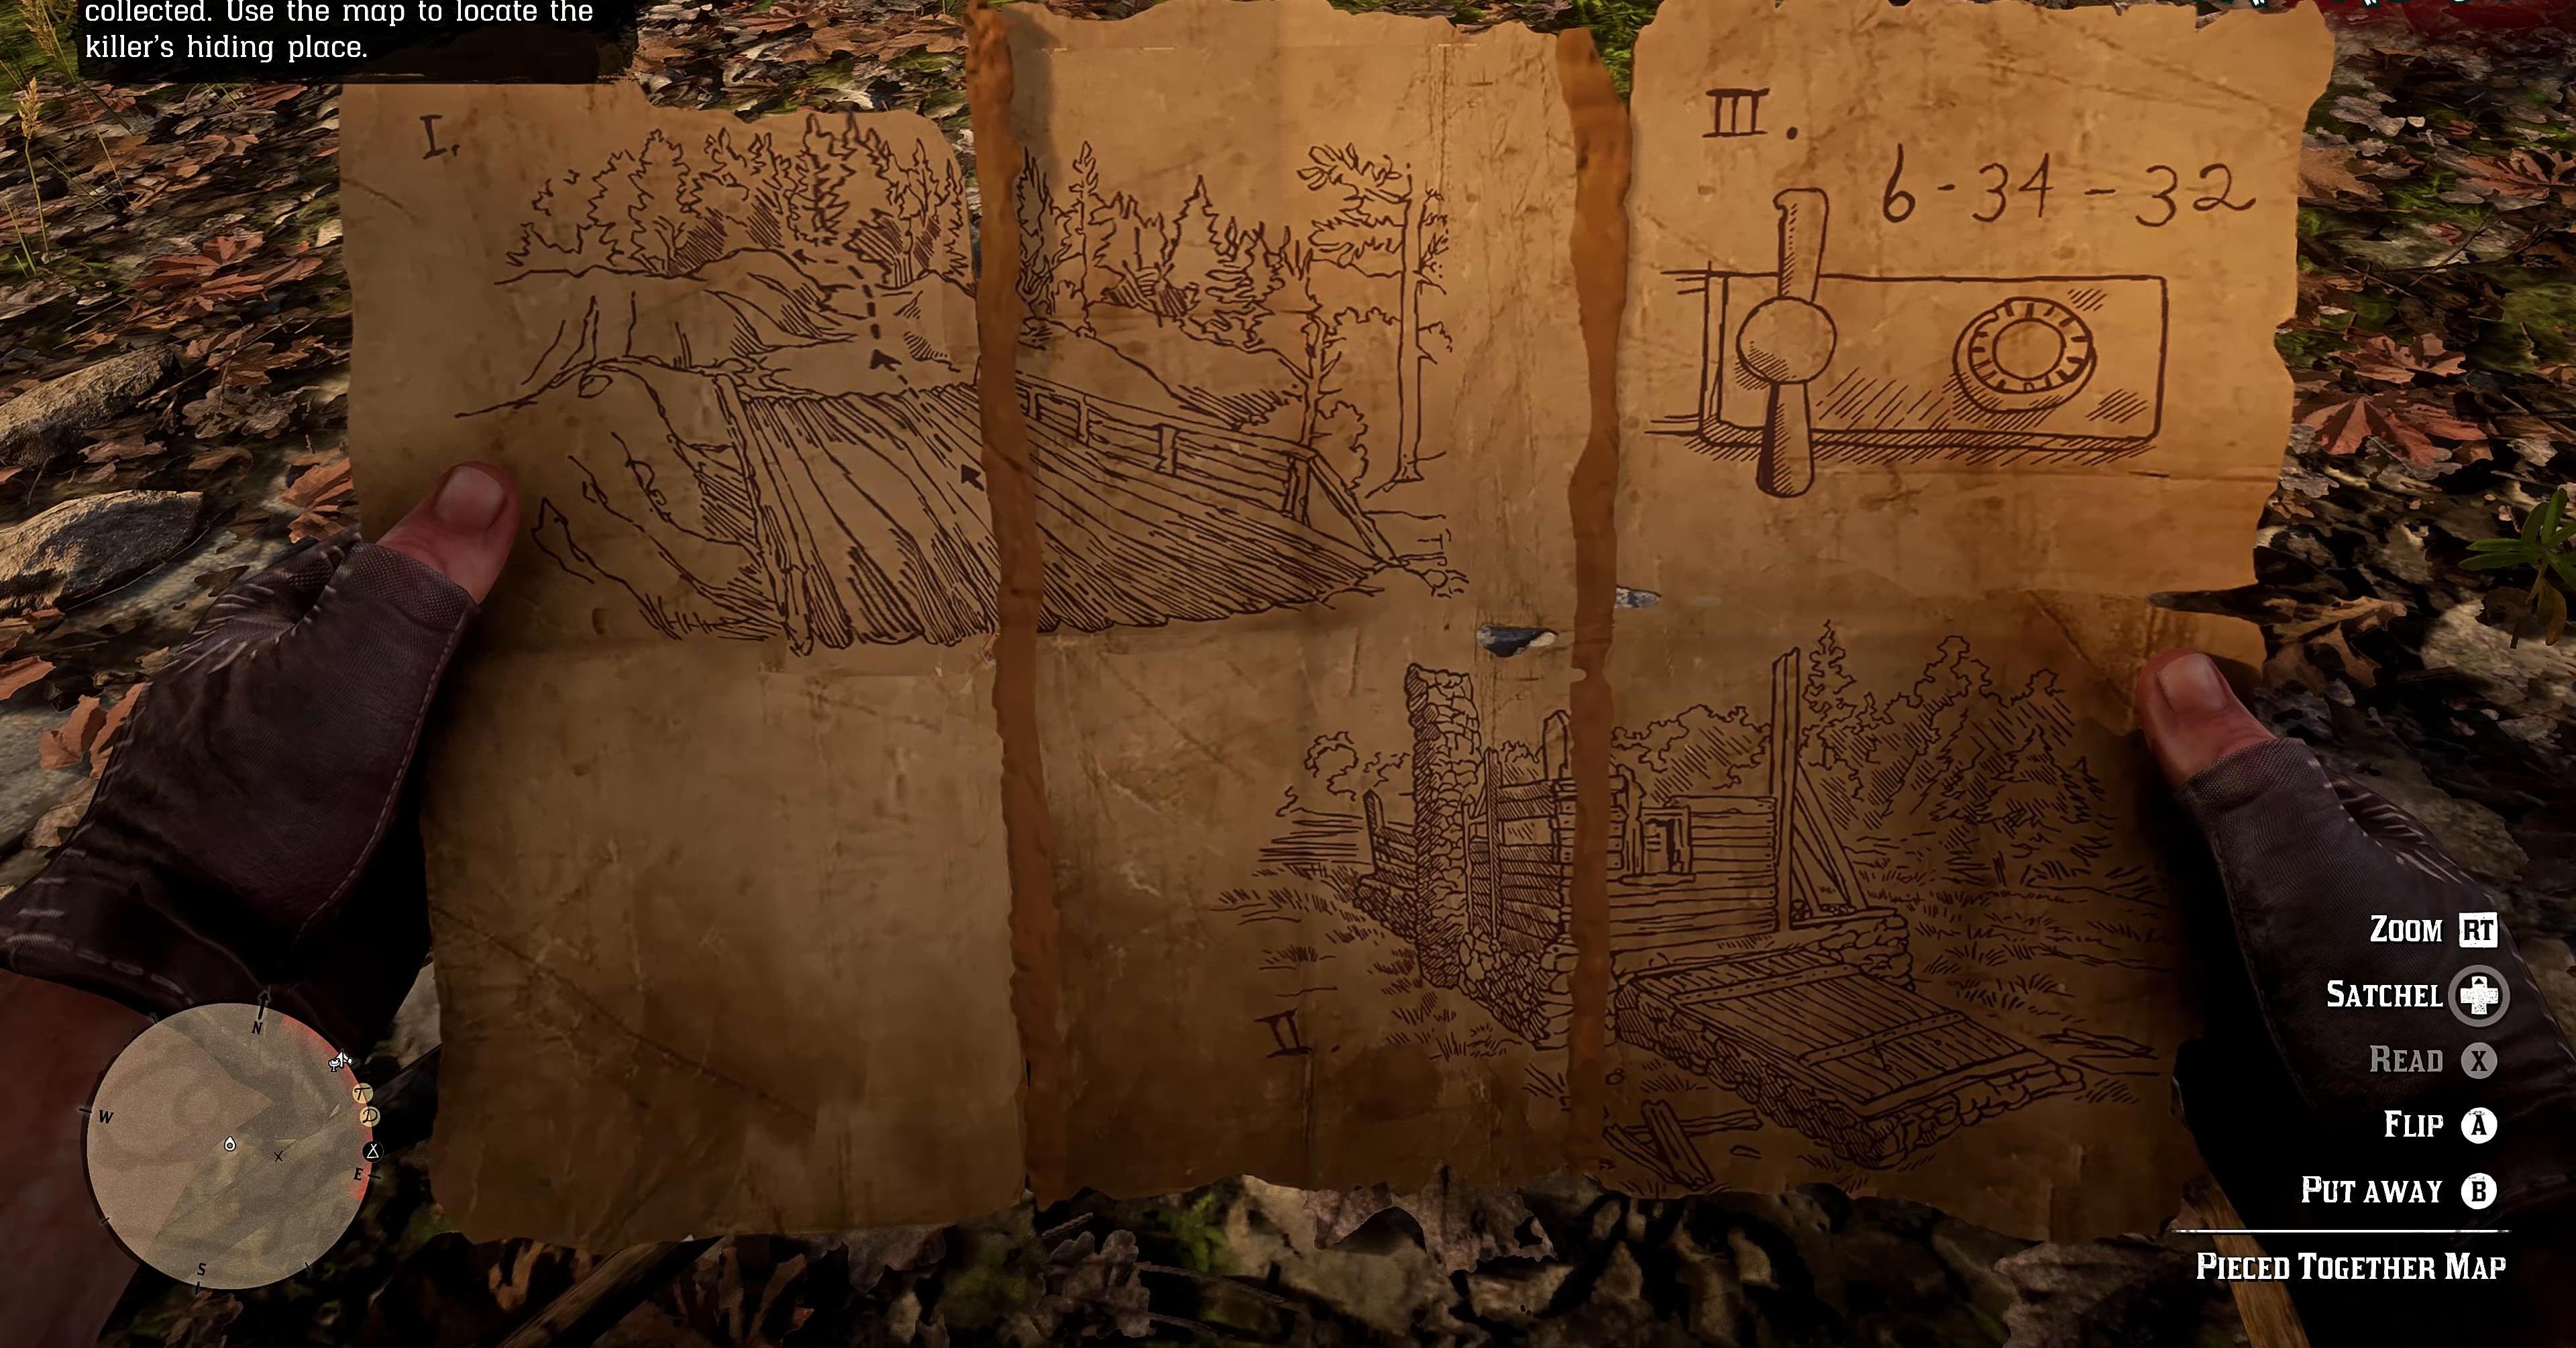 collected. Use the map to locate the
killer's hiding place.
I.
III.
6-34-32
II.
N
W
E
S
T
D
ZOOM RT
SATCHEL
READ X
FLIP A
PUT AWAY B
PIECED TOGETHER MAP